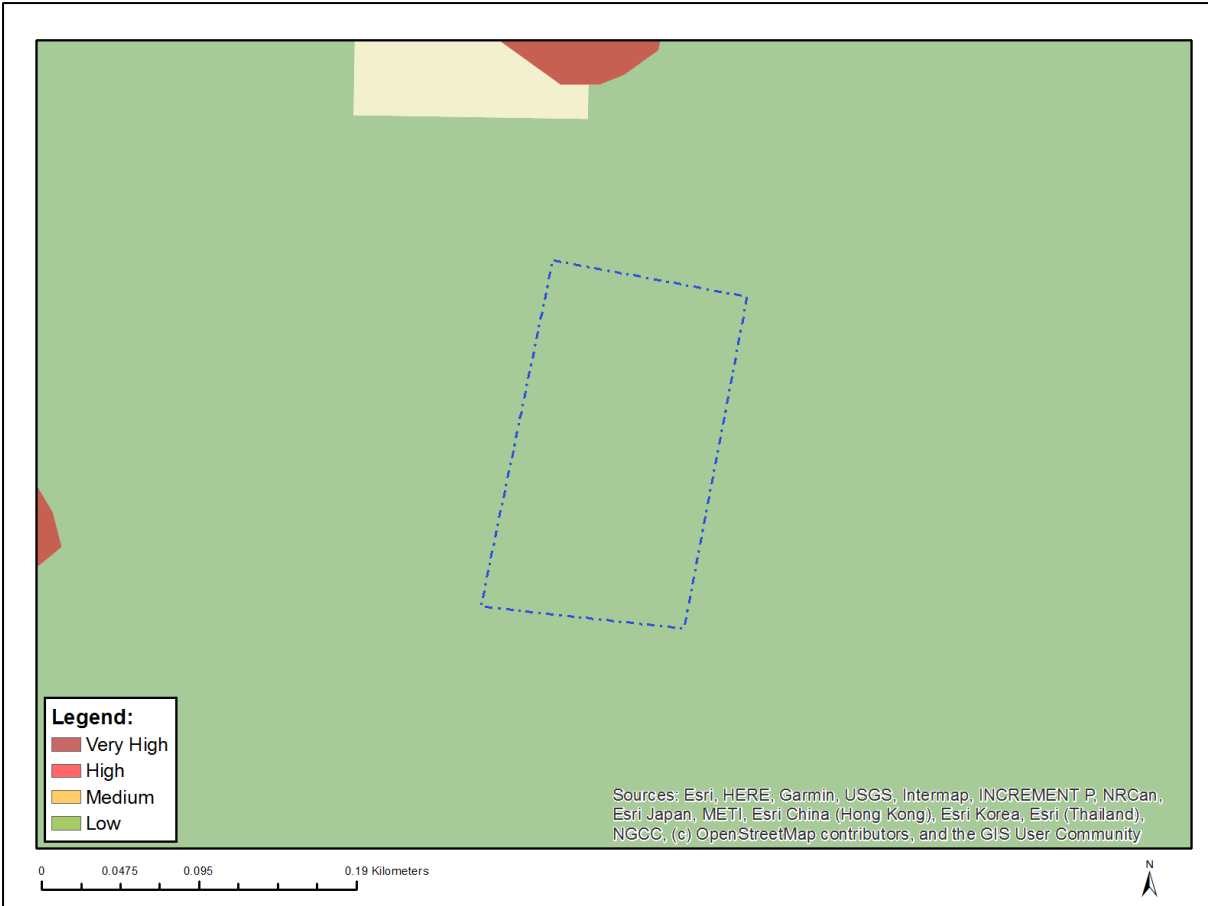 Legend:
Very High
High
Medium
Low
Sources: Esri, HERE, Garmin, USGS, Intermap, INCREMENT P, NRCan,
Esri Japan, METI, Esri China (Hong Kong), Esri Korea, Esri (Thailand),
NGCC, (c) OpenStreetMap contributors, and the GIS User Community
0 0.0475 0.095 0.19 Kilometers
N